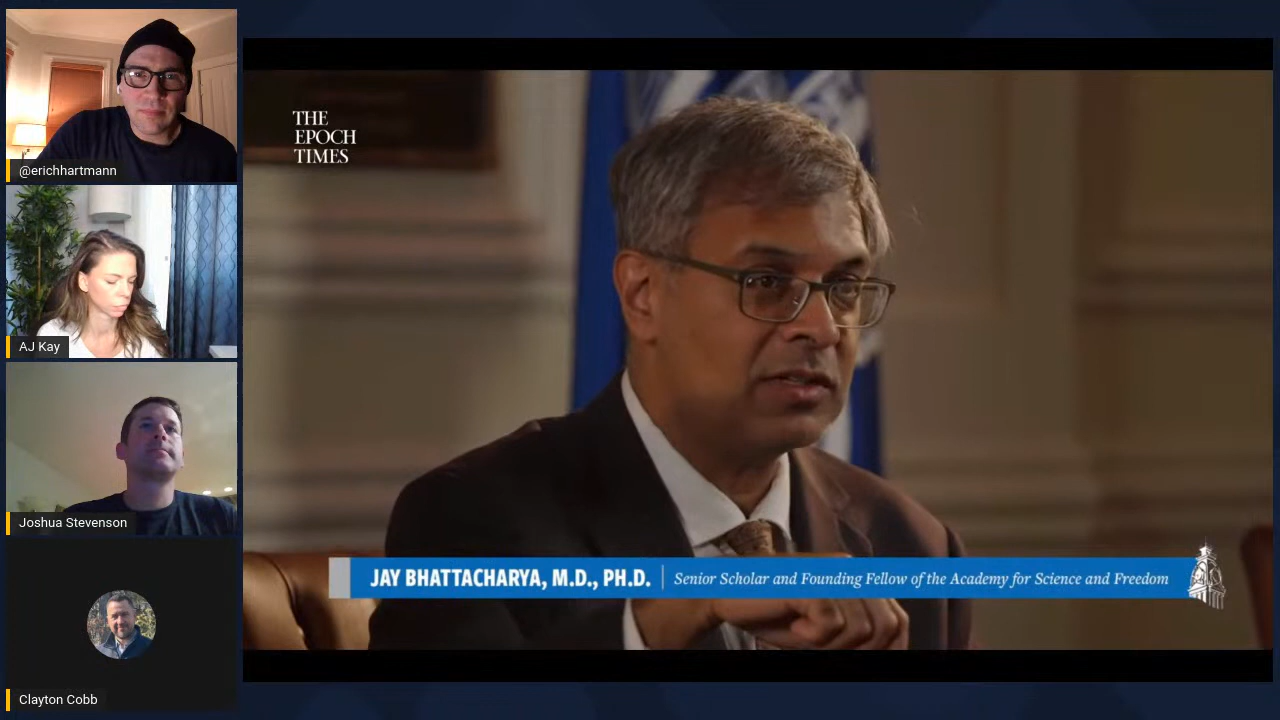 @erichhartmann
AJ Kay
Joshua Stevenson
Clayton Cobb
THE
EPOCH
TIMES
JAY BHATTACHARYA, M.D., PH.D. Senior Scholar and Founding Fellow of the Academy for Science and Freedom